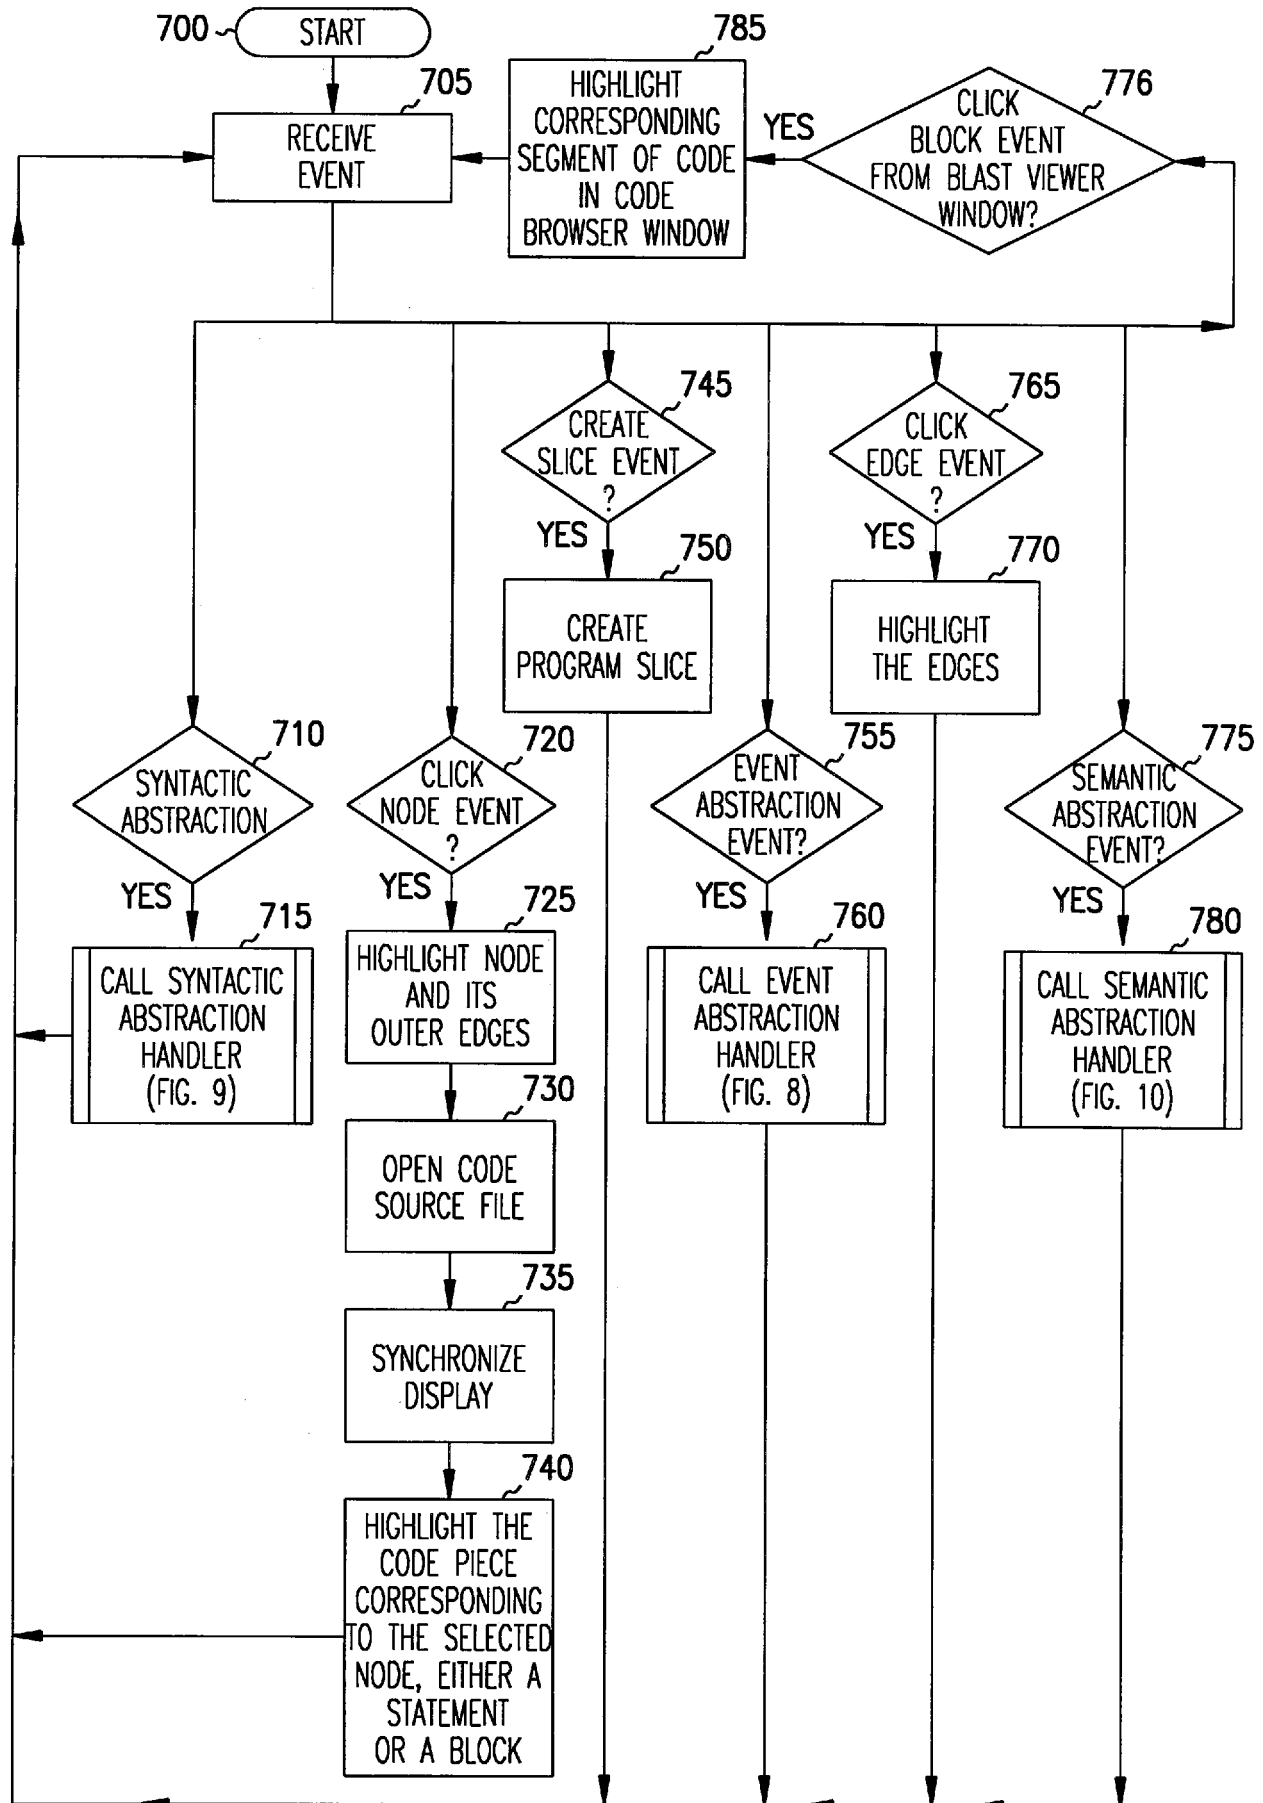 700
START
705
RECEIVE
EVENT
785
HIGHLIGHT
CORRESPONDING
SEGMENT OF CODE
IN CODE
BROWSER WINDOW
YES
776
CLICK
BLOCK EVENT
FROM BLAST VIEWER
WINDOW?
745
CREATE
SLICE EVENT
?
YES
750
CREATE
PROGRAM SLICE
765
CLICK
EDGE EVENT
?
YES
770
HIGHLIGHT
THE EDGES
710
SYNTACTIC
ABSTRACTION
YES
715
CALL SYNTACTIC
ABSTRACTION
HANDLER
(FIG. 9)
720
CLICK
NODE EVENT
?
YES
725
HIGHLIGHT NODE
AND ITS
OUTER EDGES
730
OPEN CODE
SOURCE FILE
735
SYNCHRONIZE
DISPLAY
740
HIGHLIGHT THE
CODE PIECE
CORRESPONDING
TO THE SELECTED
NODE, EITHER A
STATEMENT
OR A BLOCK
755
EVENT
ABSTRACTION
EVENT?
YES
760
CALL EVENT
ABSTRACTION
HANDLER
(FIG. 8)
775
SEMANTIC
ABSTRACTION
EVENT?
YES
780
CALL SEMANTIC
ABSTRACTION
HANDLER
(FIG. 10)